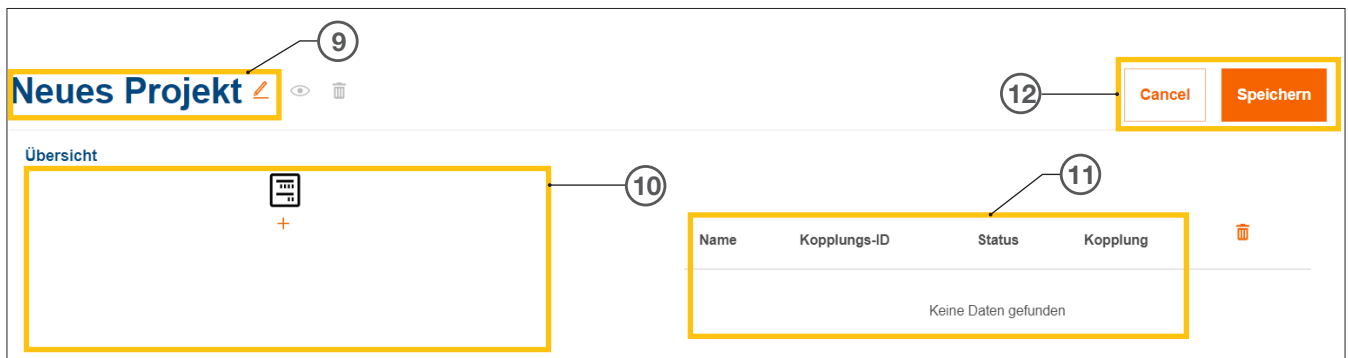 9
Neues Projekt
12
Cancel Speichern
Übersicht
10
11
Name Kopplungs-ID Status Kopplung
Keine Daten gefunden